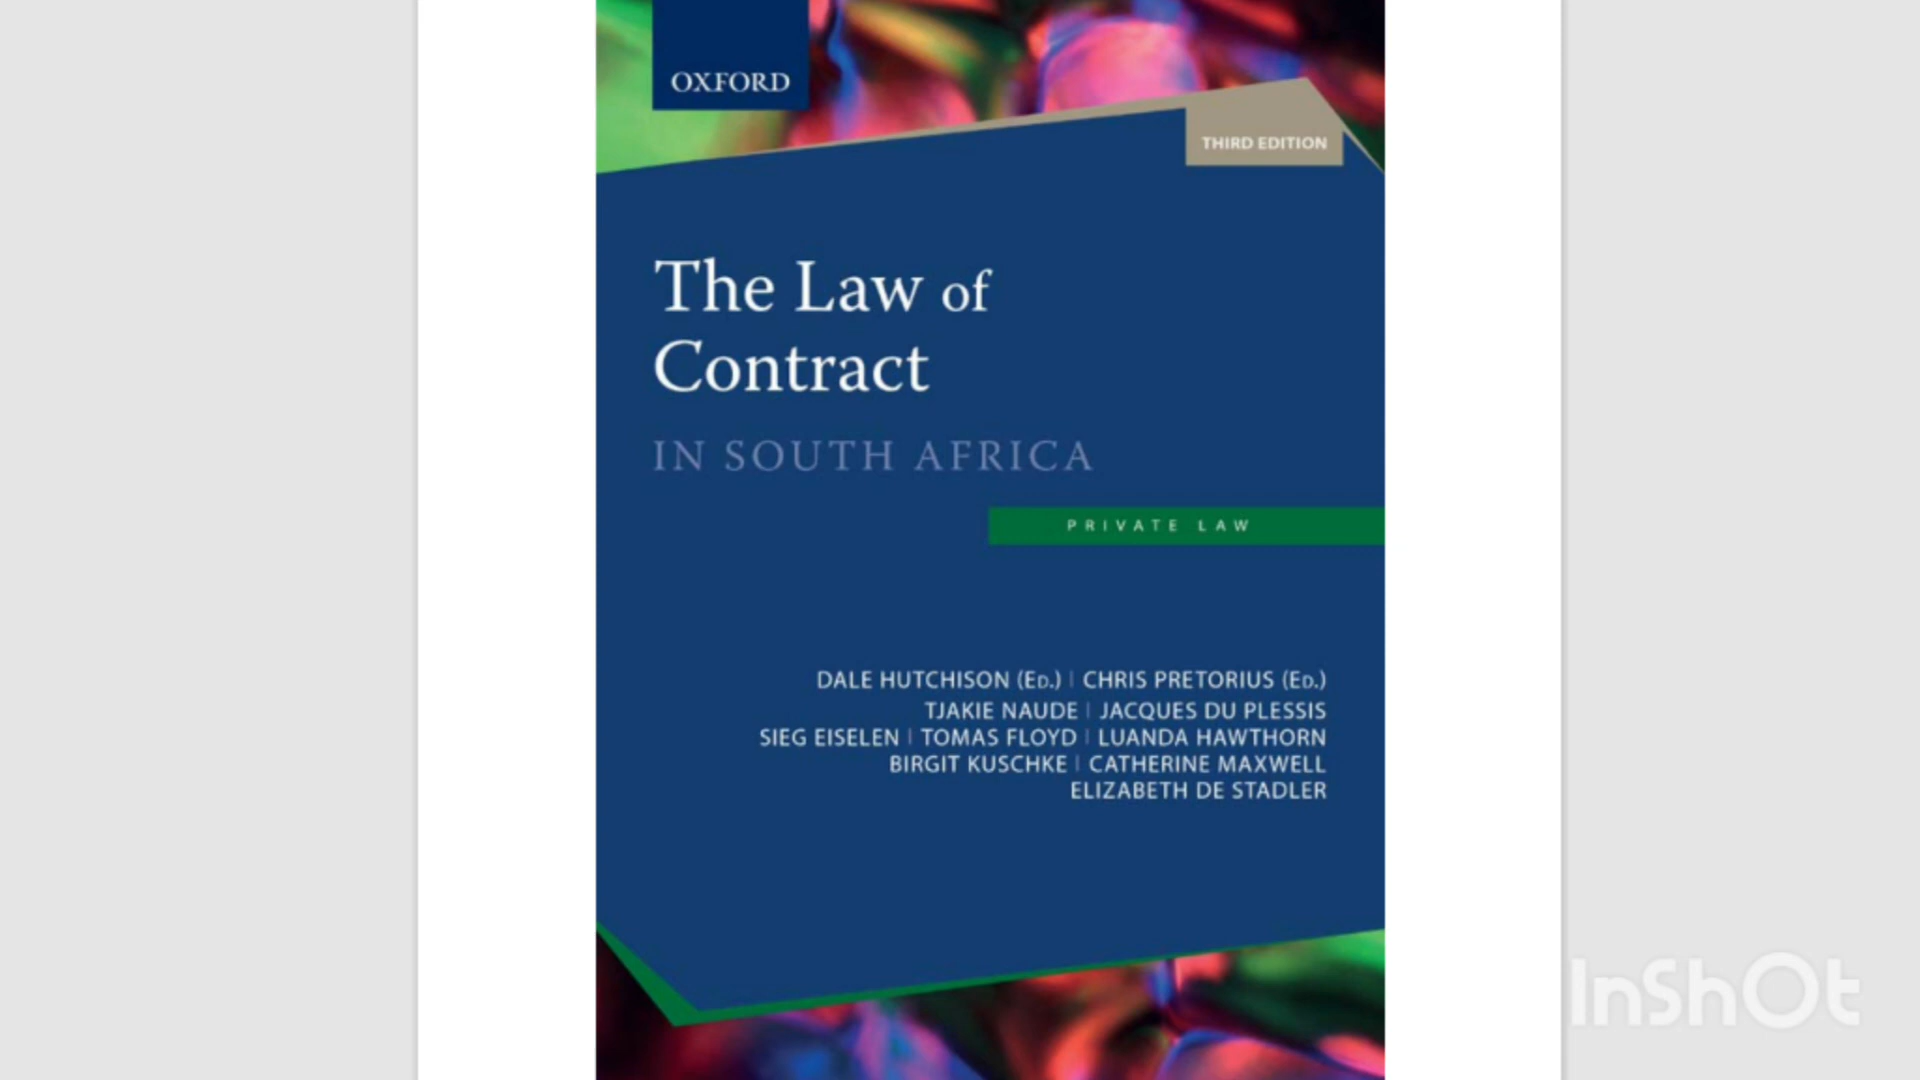 OXFORD
THIRD EDITION
The Law of
Contract
IN SOUTH AFRICA
PRIVATE LAW
DALE HUTCHISON (ED.) | CHRIS PRETORIUS (ED.)
TJAKIE NAUDE | JACQUES DU PLESSIS
SIEG EISELEN | TOMAS FLOYD | LUANDA HAWTHORN
BIRGIT KUSCHKE | CATHERINE MAXWELL
ELIZABETH DE STADLER
InShOt